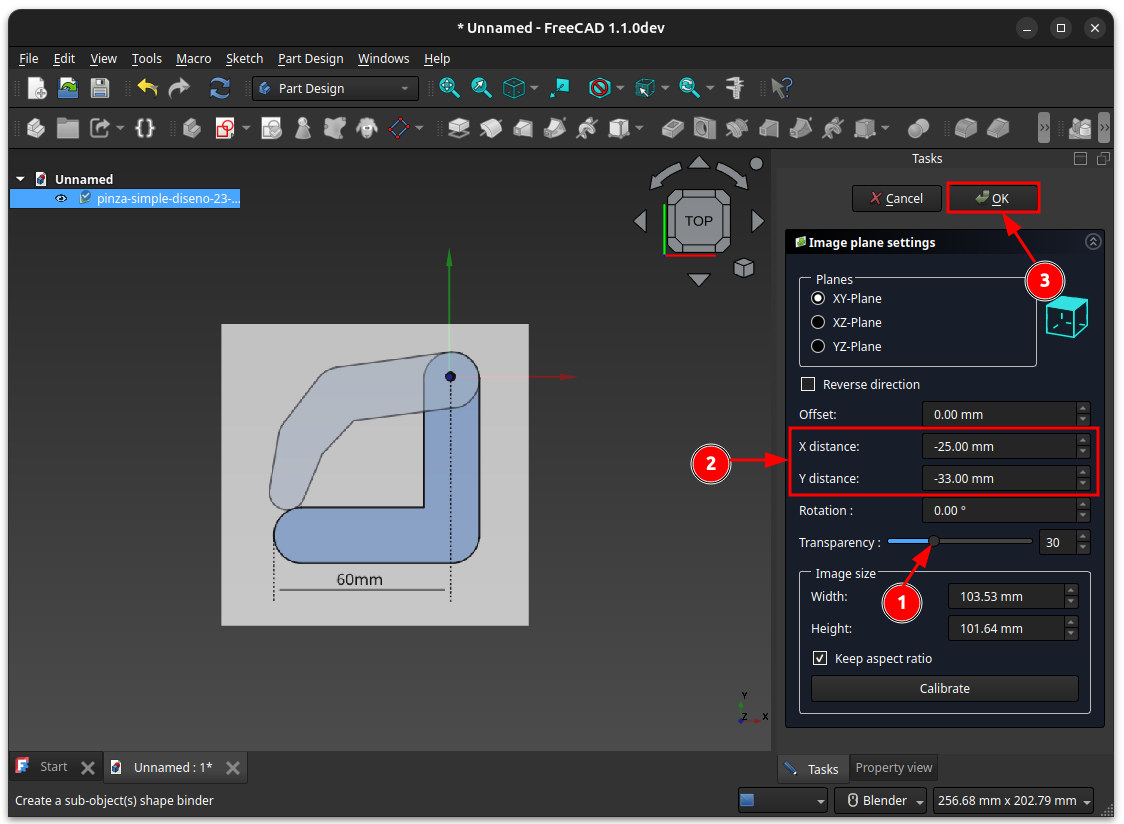 * Unnamed - FreeCAD 1.1.0dev
File Edit View Tools Macro Sketch Part Design Windows Help
Part Design
Tasks
Unnamed
pinza-simple-diseno-23-...
TOP
Cancel
OK
Image plane settings
3
Planes
XY-Plane
XZ-Plane
YZ-Plane
Reverse direction
Offset: 0.00 mm
X distance: -25.00 mm
2
Y distance: -33.00 mm
Rotation : 0.00 °
Transparency : 30
Image size
60mm
1
Width: 103.53 mm
Height: 101.64 mm
Keep aspect ratio
Calibrate
Y
Z X
Start
Unnamed : 1*
Tasks
Property view
Create a sub-object(s) shape binder
Blender
256.68 mm x 202.79 mm